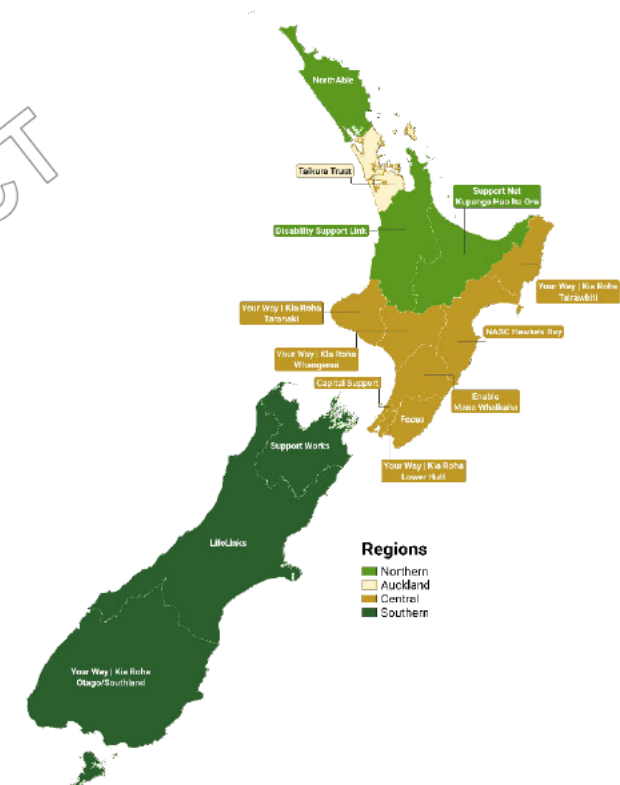 NorthAble
CT
Taikura Trust
Support Net
Kupenga Hao Ite Ora
Disability Support Link
Your Way | Kia Roha
Tairawhiti
Your Way | Kia Roha
Taranaki
NASC Hawkes Bay
Your Way | Kia Roha
Whanganui
Capital Support
Enable
Mana Whaikaha
Focus
Support Works
Your Way | Kia Roha
Lower Hutt
LifeLinks
Regions
Northern
Auckland
Central
Southern
Your Way | Kia Roha
Otago/Southland